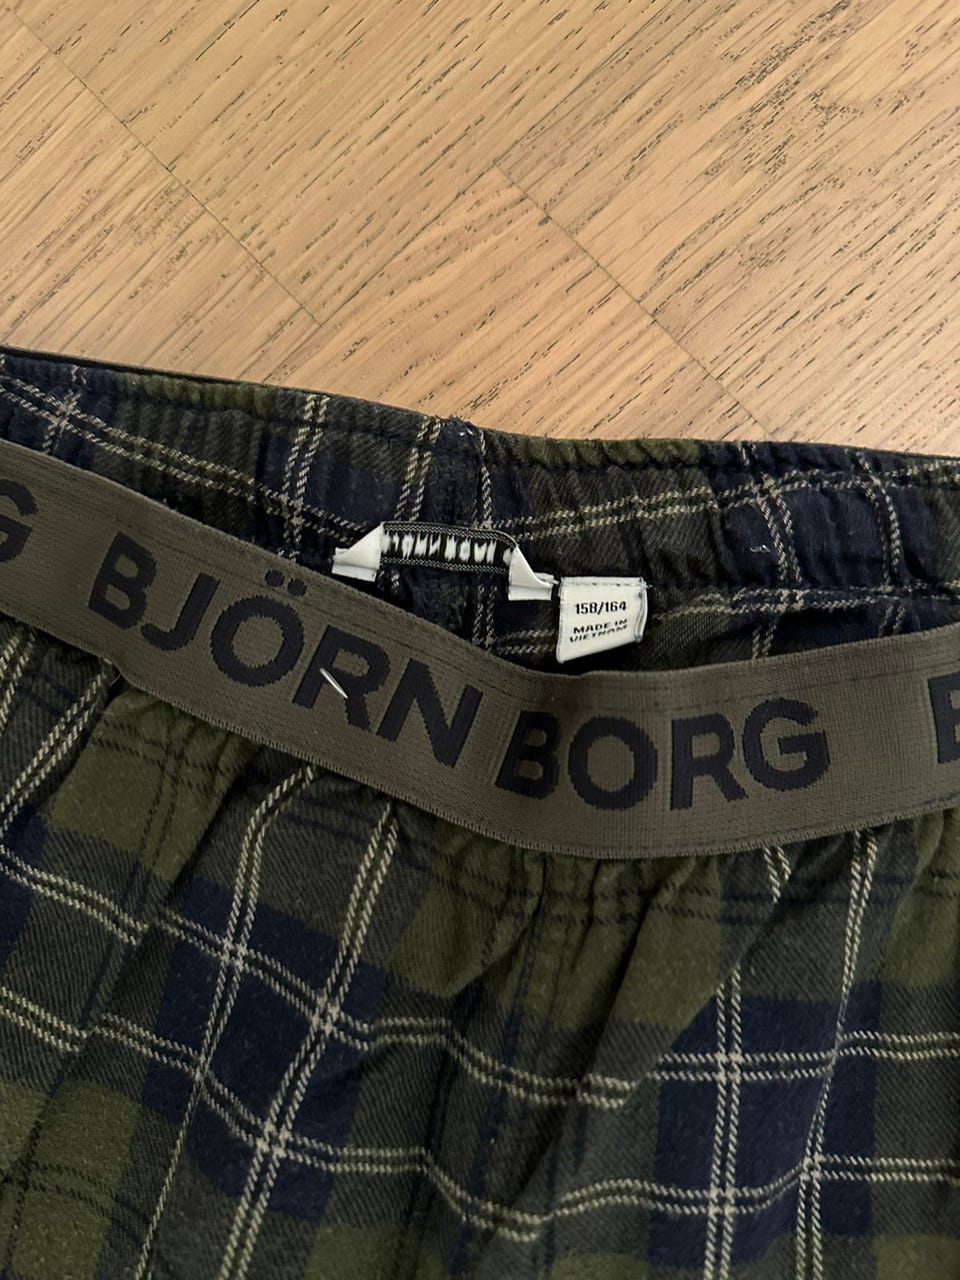 158/164
MADE IN
VIETNAM
G BJÖRN BORG B